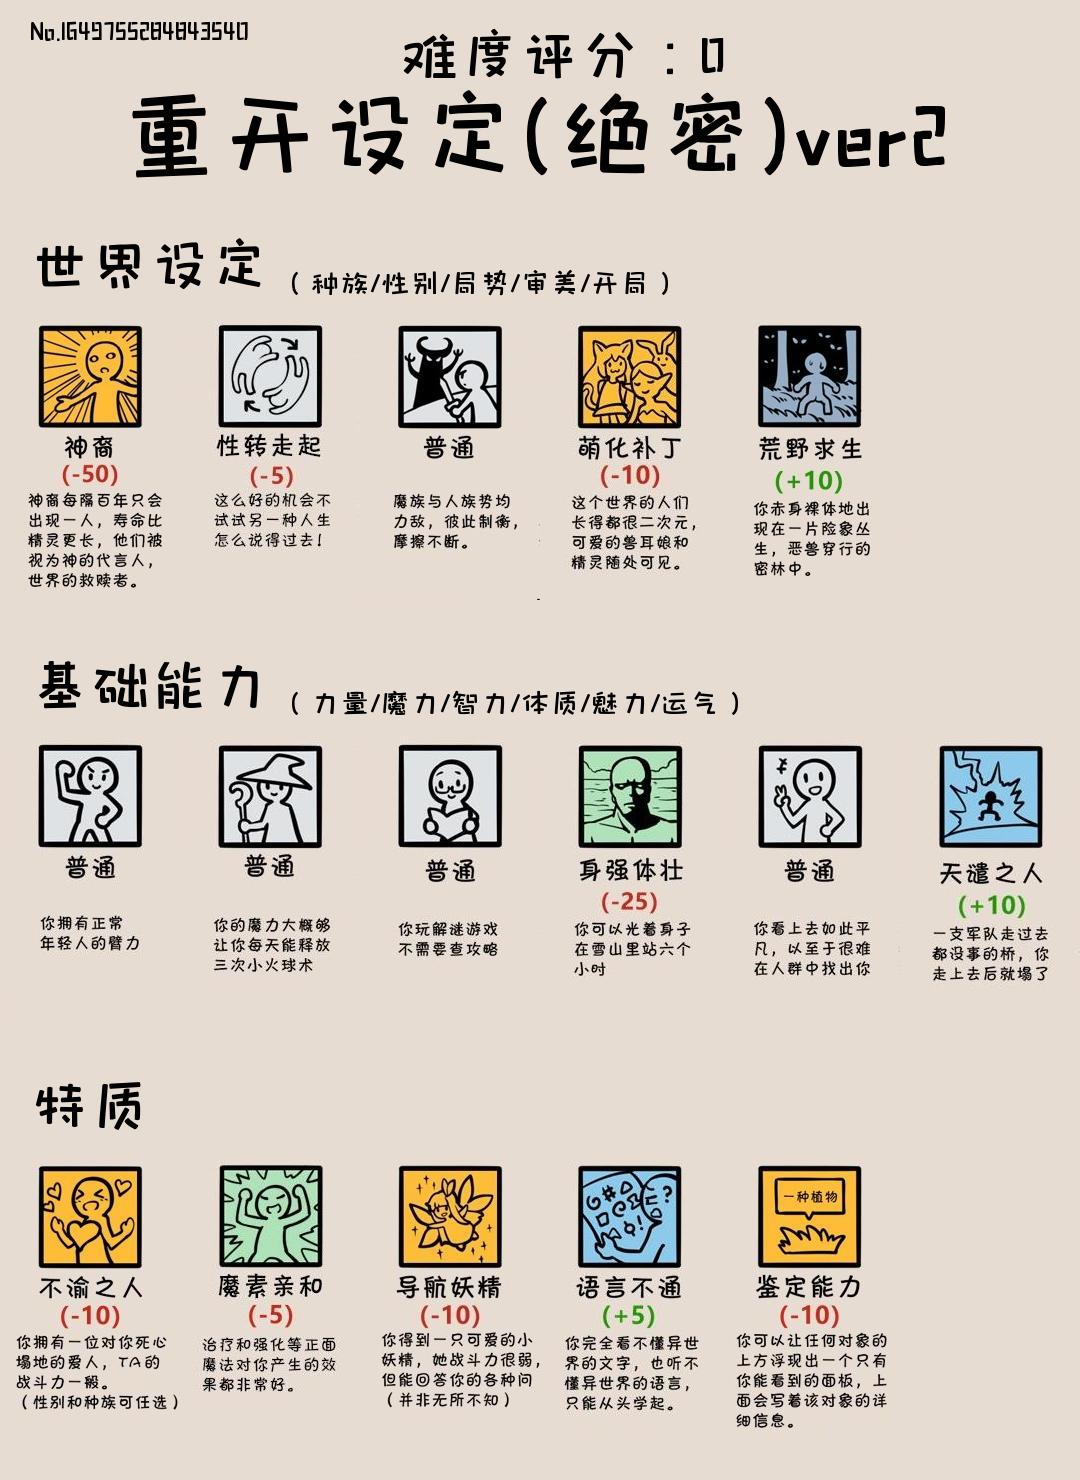 No.1649755284843540
难度评分：0
重开设定(绝密)ver2
世界设定（种族/性别/局势/审美/开局）
神裔
(-50)
神裔每隔百年只会
出现一人，寿命比
精灵更长，他们被
视为神的代言人，
世界的救赎者。
性转走起
(-5)
这么好的机会不
试试另一种人生
怎么说得过去！
普通
魔族与人族势均
力敌，彼此制衡，
摩擦不断。
萌化补丁
(-10)
这个世界的人们
长得都很二次元，
可爱的兽耳娘和
精灵随处可见。
荒野求生
(+10)
你赤身裸体地出
现在一片险象丛
生，恶兽穿行的
密林中。
基础能力（力量/魔力/智力/体质/魅力/运气）
普通
你拥有正常
年轻人的臂力
普通
你的魔力大概够
让你每天能释放
三次小火球术
普通
你玩解谜游戏
不需要查攻略
身强体壮
(-25)
你可以光着身子
在雪山里站六个
小时
普通
你看上去如此平
凡，以至于很难
在人群中找出你
天谴之人
(+10)
一支军队走过去
都没事的桥，你
走上去后就塌了
特质
不渝之人
(-10)
你拥有一位对你死心
塌地的爱人，TA的
战斗力一般。
（性别和种族可任选）
魔素亲和
(-5)
治疗和强化等正面
魔法对你产生的效
果都非常好。
导航妖精
(-10)
你得到一只可爱的小
妖精，她战斗力很弱，
但能回答你的各种问
（并非无所不知）
语言不通
(+5)
你完全看不懂异世
界的文字，也听不
懂异世界的语言，
只能从头学起。
一种植物
鉴定能力
(-10)
你可以让任何对象的
上方浮现出一个只有
你能看到的面板，上
面会写着该对象的详
细信息。